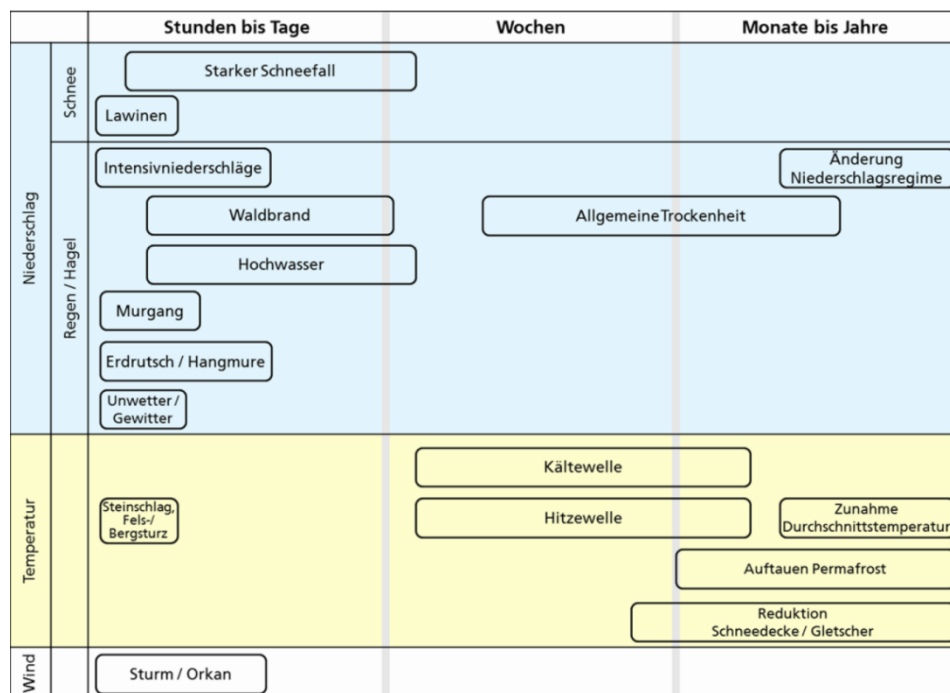 Stunden bis Tage
Wochen
Monate bis Jahre
Niederschlag
Schnee
Starker Schneefall
Lawinen
Regen / Hagel
Intensivniederschläge
Änderung
Niederschlagsregime
Waldbrand
Allgemeine Trockenheit
Hochwasser
Murgang
Erdrutsch / Hangmure
Unwetter /
Gewitter
Temperatur
Kältewelle
Steinschlag,
Fels-/
Bergsturz
Hitzewelle
Zunahme
Durchschnittstemperatur
Auftauen Permafrost
Reduktion
Schneedecke / Gletscher
Wind
Sturm / Orkan